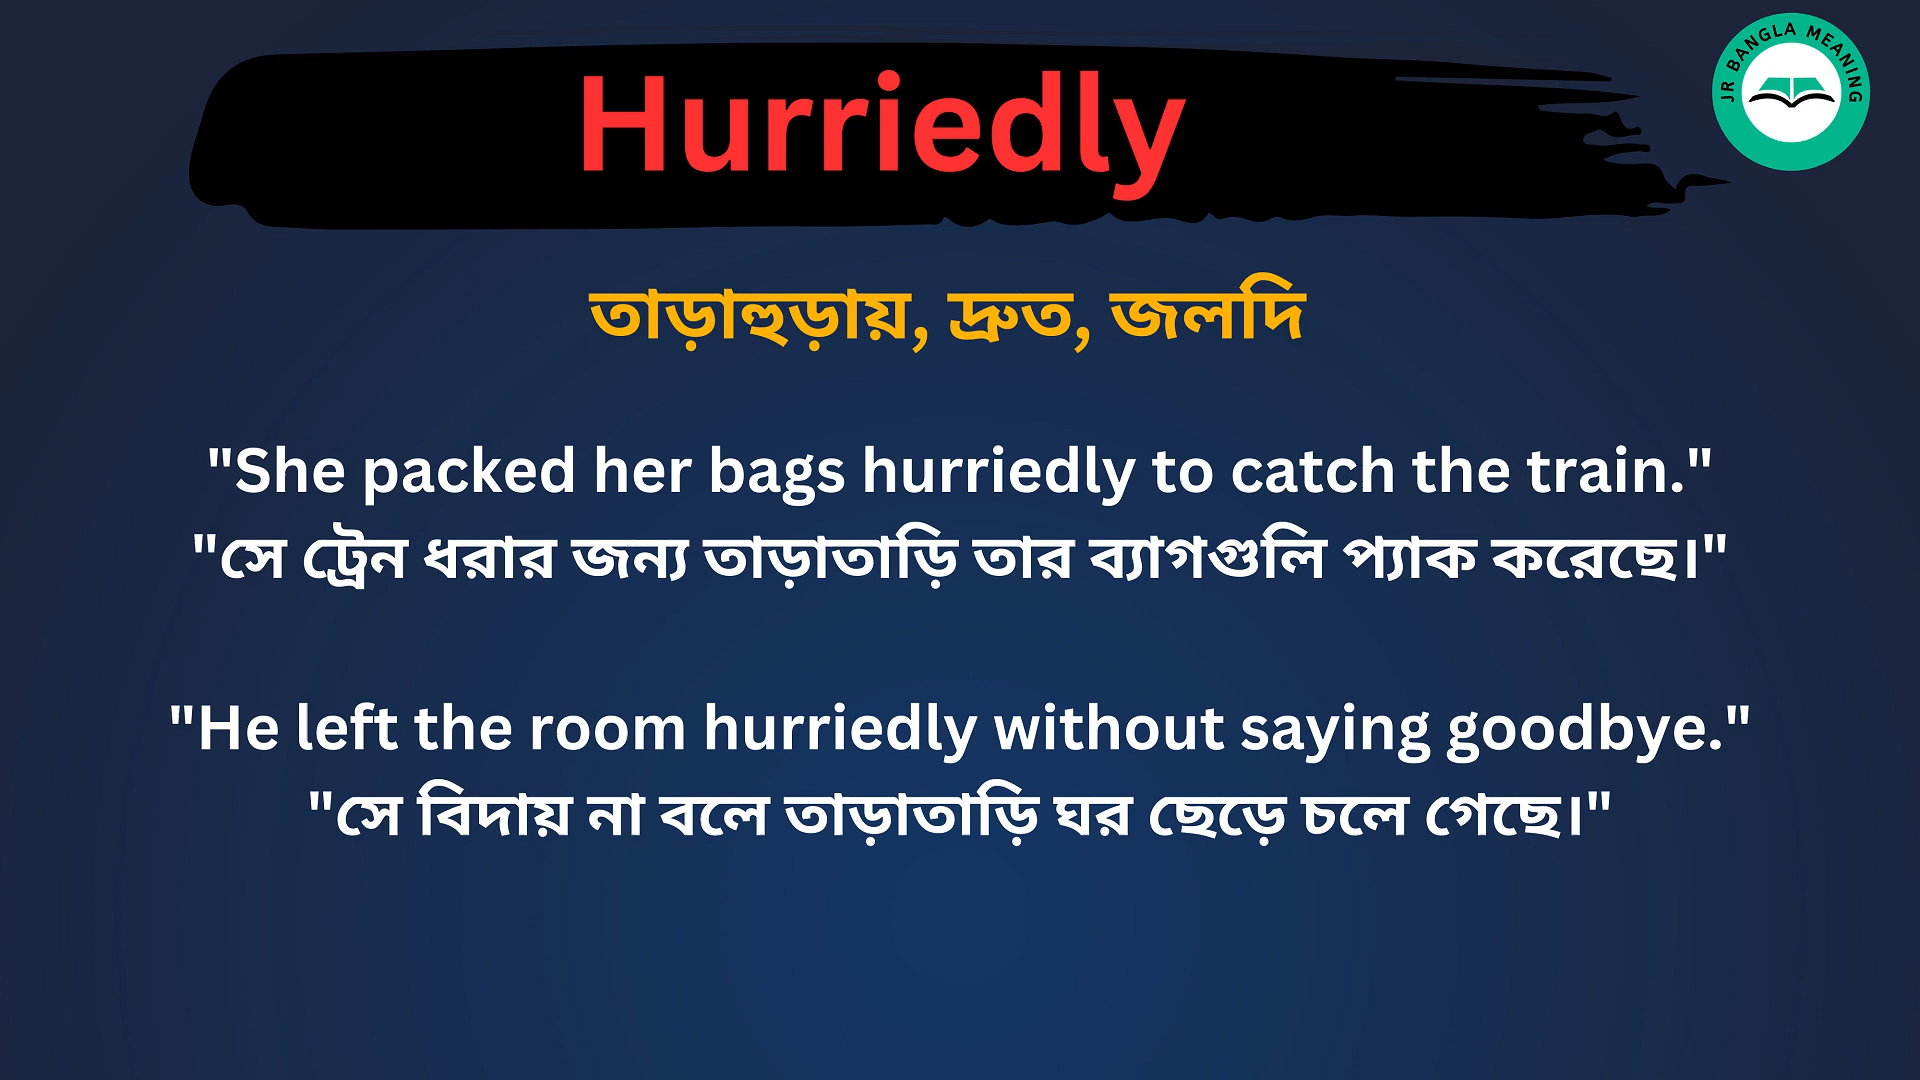 Hurriedly
JR BANGLA MEANING
তাড়াহুড়ায়, দ্রুত, জলদি
"She packed her bags hurriedly to catch the train."
"সে ট্রেন ধরার জন্য তাড়াতাড়ি তার ব্যাগগুলি প্যাক করেছে।"
"He left the room hurriedly without saying goodbye."
"সে বিদায় না বলে তাড়াতাড়ি ঘর ছেড়ে চলে গেছে।"